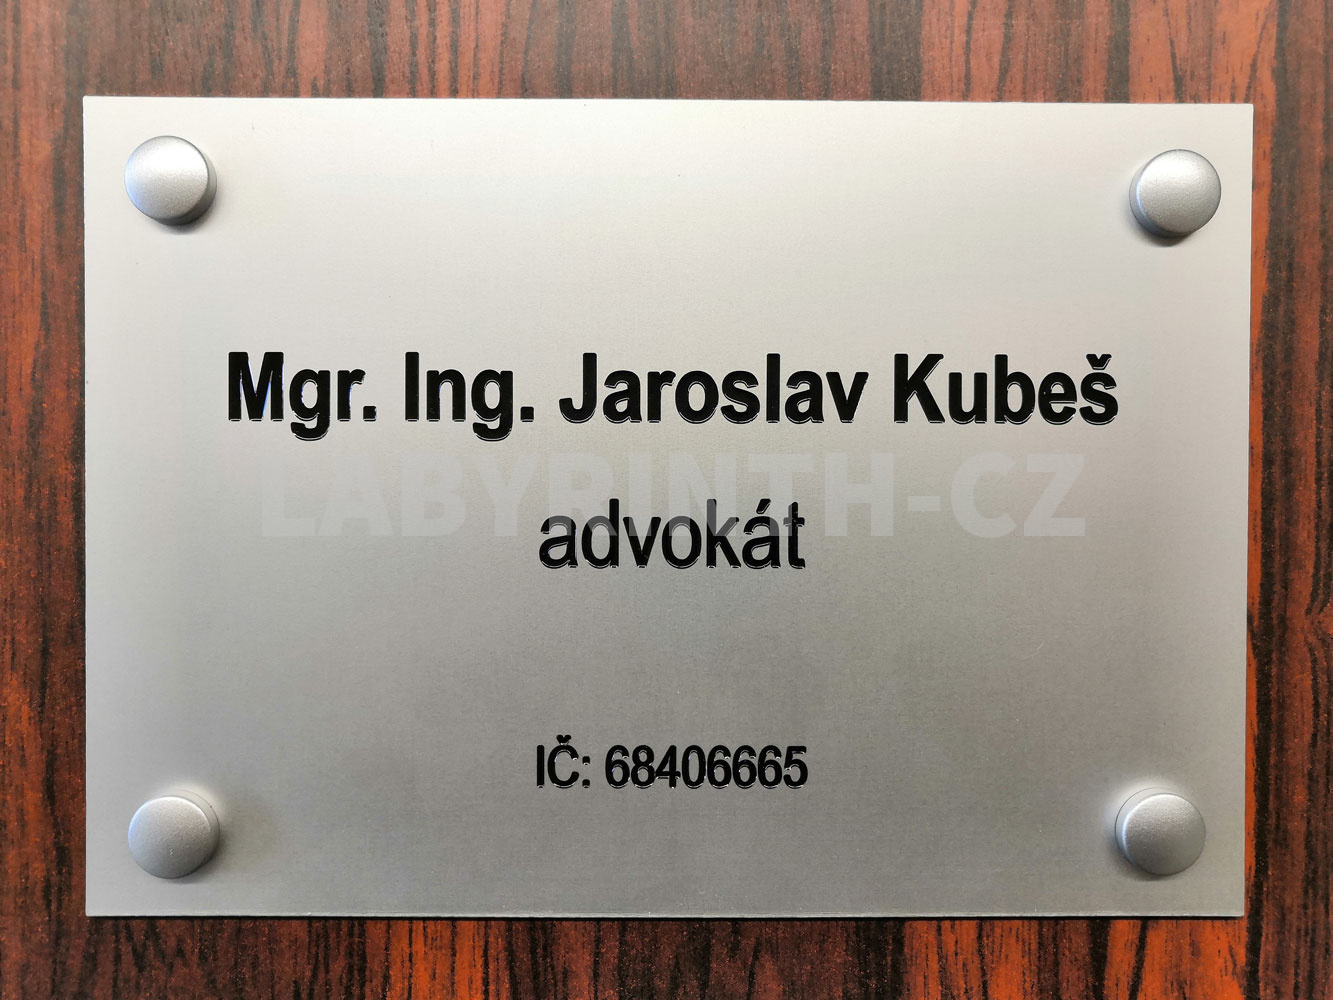 Mgr. Ing. Jaroslav Kubeš
LABYRINTH-CZ
advokát
IČ: 68406665